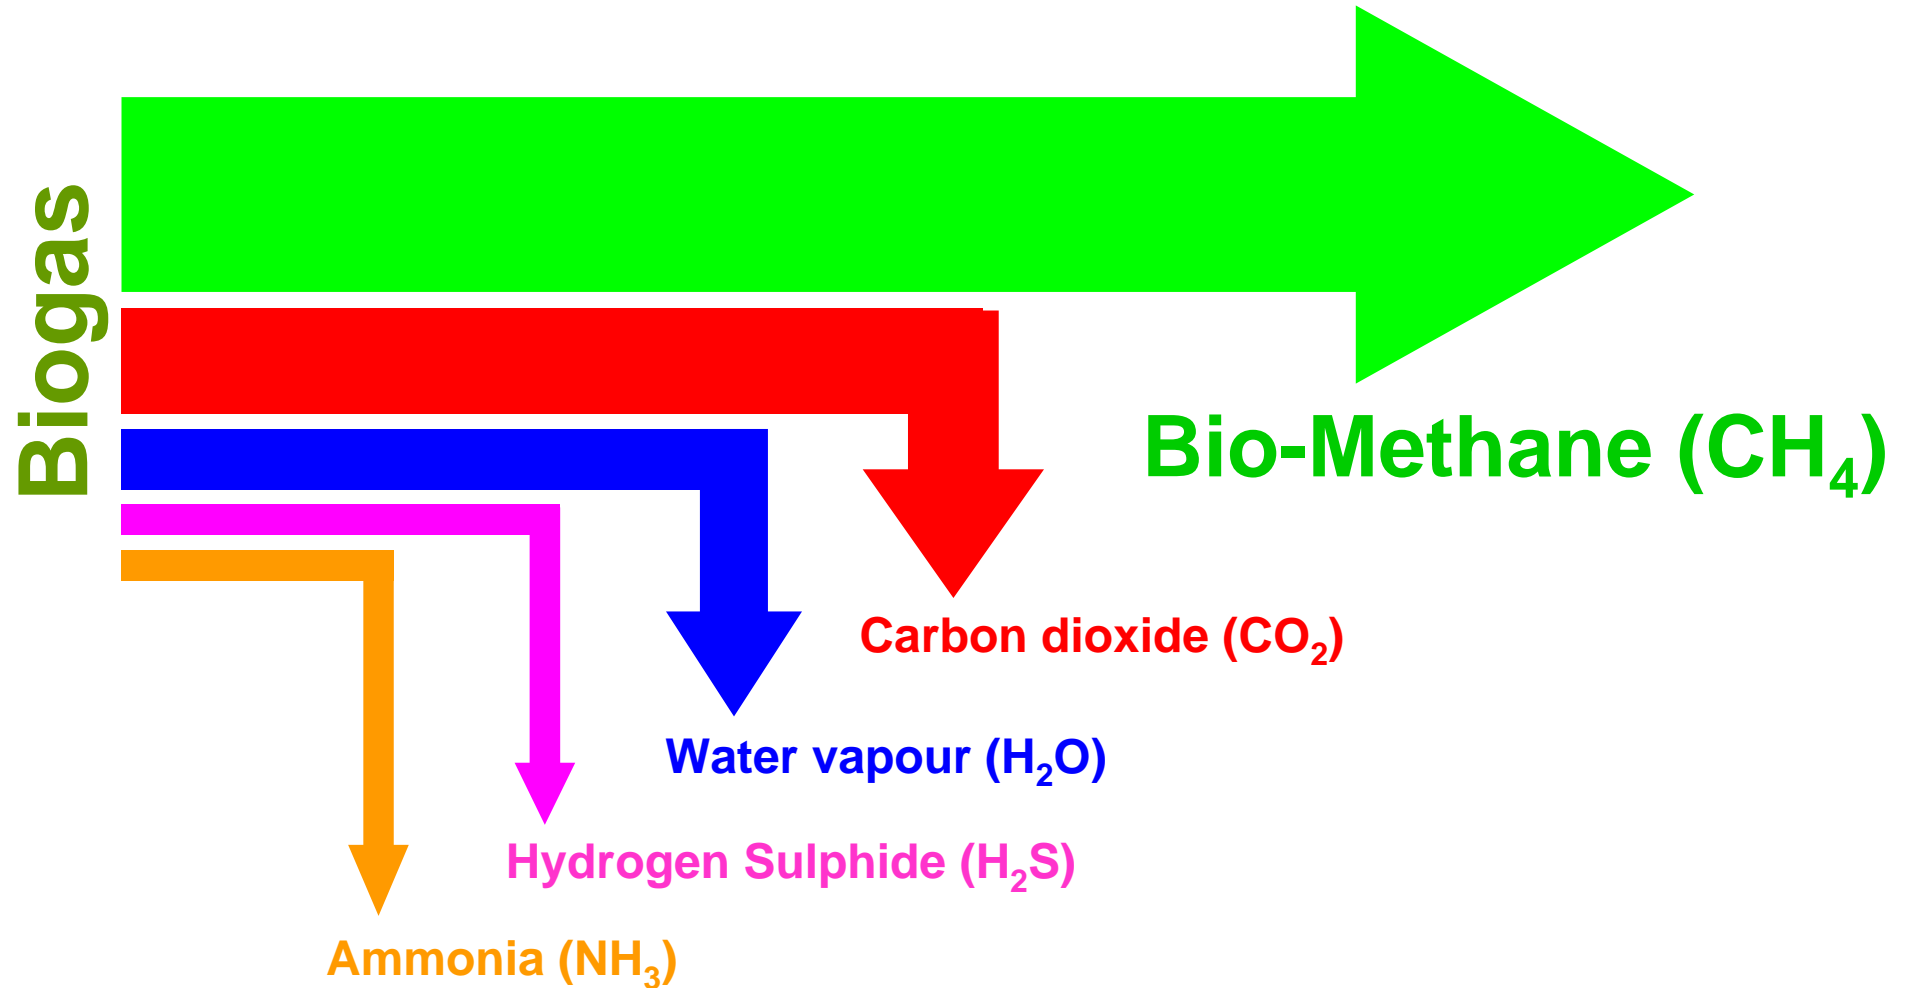 Biogas
Bio-Methane (CH₄)
Carbon dioxide (CO₂)
Water vapour (H₂O)
Hydrogen Sulphide (H₂S)
Ammonia (NH₃)